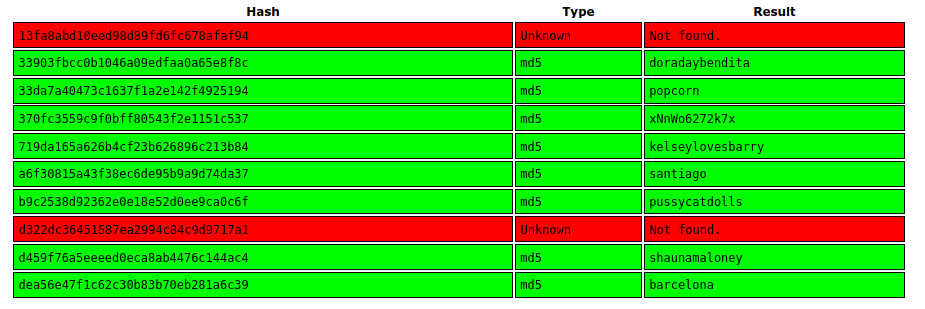 Hash Type Result
13fa8abd10eed98d89fd6fc678afaf94 Unknown Not found.
33903fbcc0b1046a09edfaa0a65e8f8c md5 doradaybendita
33da7a40473c1637f1a2e142f4925194 md5 popcorn
370fc3559c9f0bff80543f2e1151c537 md5 xNnWo6272k7x
719da165a626b4cf23b626896c213b84 md5 kelseylovesbarry
a6f30815a43f38ec6de95b9a9d74da37 md5 santiago
b9c2538d92362e0e18e52d0ee9ca0c6f md5 pussycatdolls
d322dc36451587ea2994c84c9d9717a1 Unknown Not found.
d459f76a5eeeed0eca8ab4476c144ac4 md5 shaunamaloney
dea56e47f1c62c30b83b70eb281a6c39 md5 barcelona